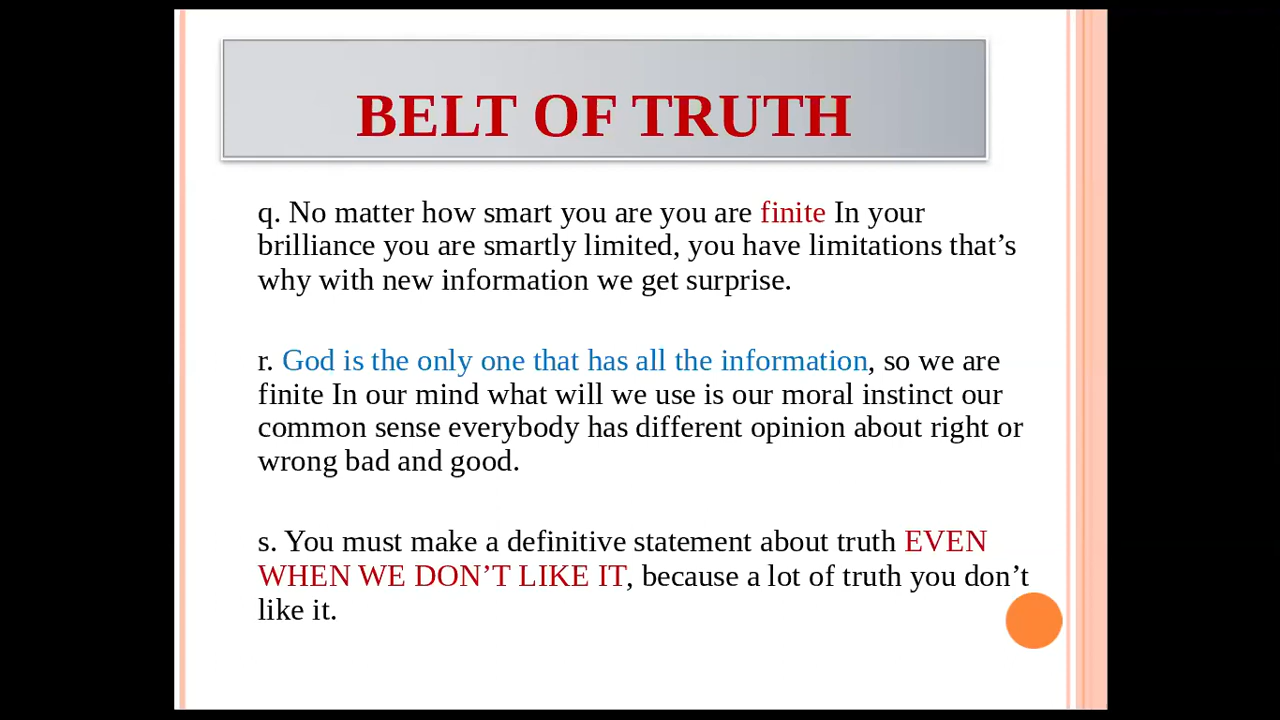 BELT OF TRUTH
q. No matter how smart you are you are finite In your
brilliance you are smartly limited, you have limitations that’s
why with new information we get surprise.
r. God is the only one that has all the information, so we are
finite In our mind what will we use is our moral instinct our
common sense everybody has different opinion about right or
wrong bad and good.
s. You must make a definitive statement about truth EVEN
WHEN WE DON’T LIKE IT, because a lot of truth you don’t
like it.